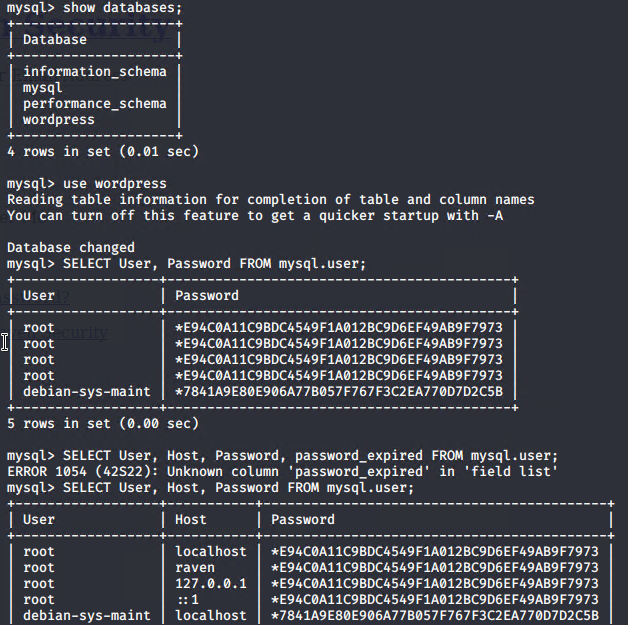 mysql> show databases;
+--------------------+
| Database           |
+--------------------+
| information_schema |
| mysql              |
| performance_schema |
| wordpress          |
+--------------------+
4 rows in set (0.01 sec)
mysql> use wordpress
Reading table information for completion of table and column names
You can turn off this feature to get a quicker startup with -A
Database changed
mysql> SELECT User, Password FROM mysql.user;
+------------------+-------------------------------------------+
| User             | Password                                  |
+------------------+-------------------------------------------+
| root             | *E94C0A11C9BDC4549F1A012BC9D6EF49AB9F7973 |
| root             | *E94C0A11C9BDC4549F1A012BC9D6EF49AB9F7973 |
| root             | *E94C0A11C9BDC4549F1A012BC9D6EF49AB9F7973 |
| root             | *E94C0A11C9BDC4549F1A012BC9D6EF49AB9F7973 |
| debian-sys-maint | *7841A9E80E906A77B057F767F3C2EA770D7D2C5B |
+------------------+-------------------------------------------+
5 rows in set (0.00 sec)
mysql> SELECT User, Host, Password, password_expired FROM mysql.user;
ERROR 1054 (42S22): Unknown column 'password_expired' in 'field list'
mysql> SELECT User, Host, Password FROM mysql.user;
+------------------+-----------+-------------------------------------------+
| User             | Host      | Password                                  |
+------------------+-----------+-------------------------------------------+
| root             | localhost | *E94C0A11C9BDC4549F1A012BC9D6EF49AB9F7973 |
| root             | raven     | *E94C0A11C9BDC4549F1A012BC9D6EF49AB9F7973 |
| root             | 127.0.0.1 | *E94C0A11C9BDC4549F1A012BC9D6EF49AB9F7973 |
| root             | ::1       | *E94C0A11C9BDC4549F1A012BC9D6EF49AB9F7973 |
| debian-sys-maint | localhost | *7841A9E80E906A77B057F767F3C2EA770D7D2C5B |